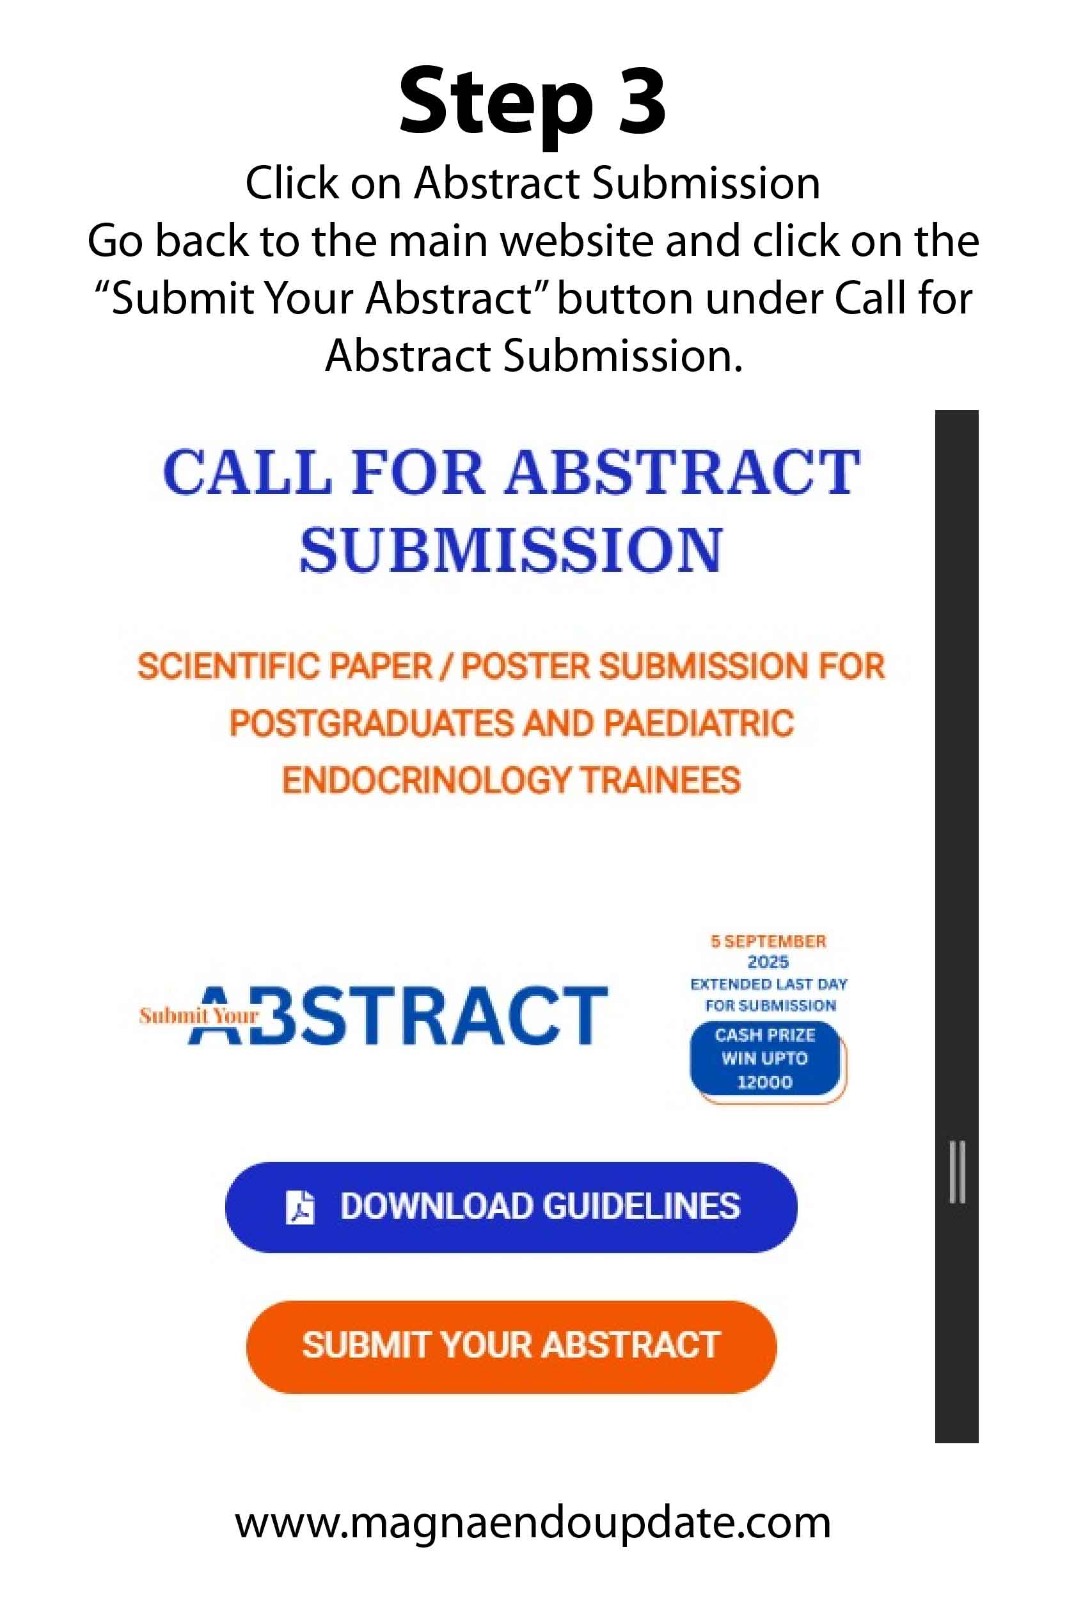 Step 3
Click on Abstract Submission
Go back to the main website and click on the
“Submit Your Abstract” button under Call for
Abstract Submission.
CALL FOR ABSTRACT
SUBMISSION
SCIENTIFIC PAPER / POSTER SUBMISSION FOR
POSTGRADUATES AND PAEDIATRIC
ENDOCRINOLOGY TRAINEES
Submit Your ABSTRACT
5 SEPTEMBER
2025
EXTENDED LAST DAY
FOR SUBMISSION
CASH PRIZE
WIN UPTO
12000
DOWNLOAD GUIDELINES
SUBMIT YOUR ABSTRACT
www.magnaendoupdate.com